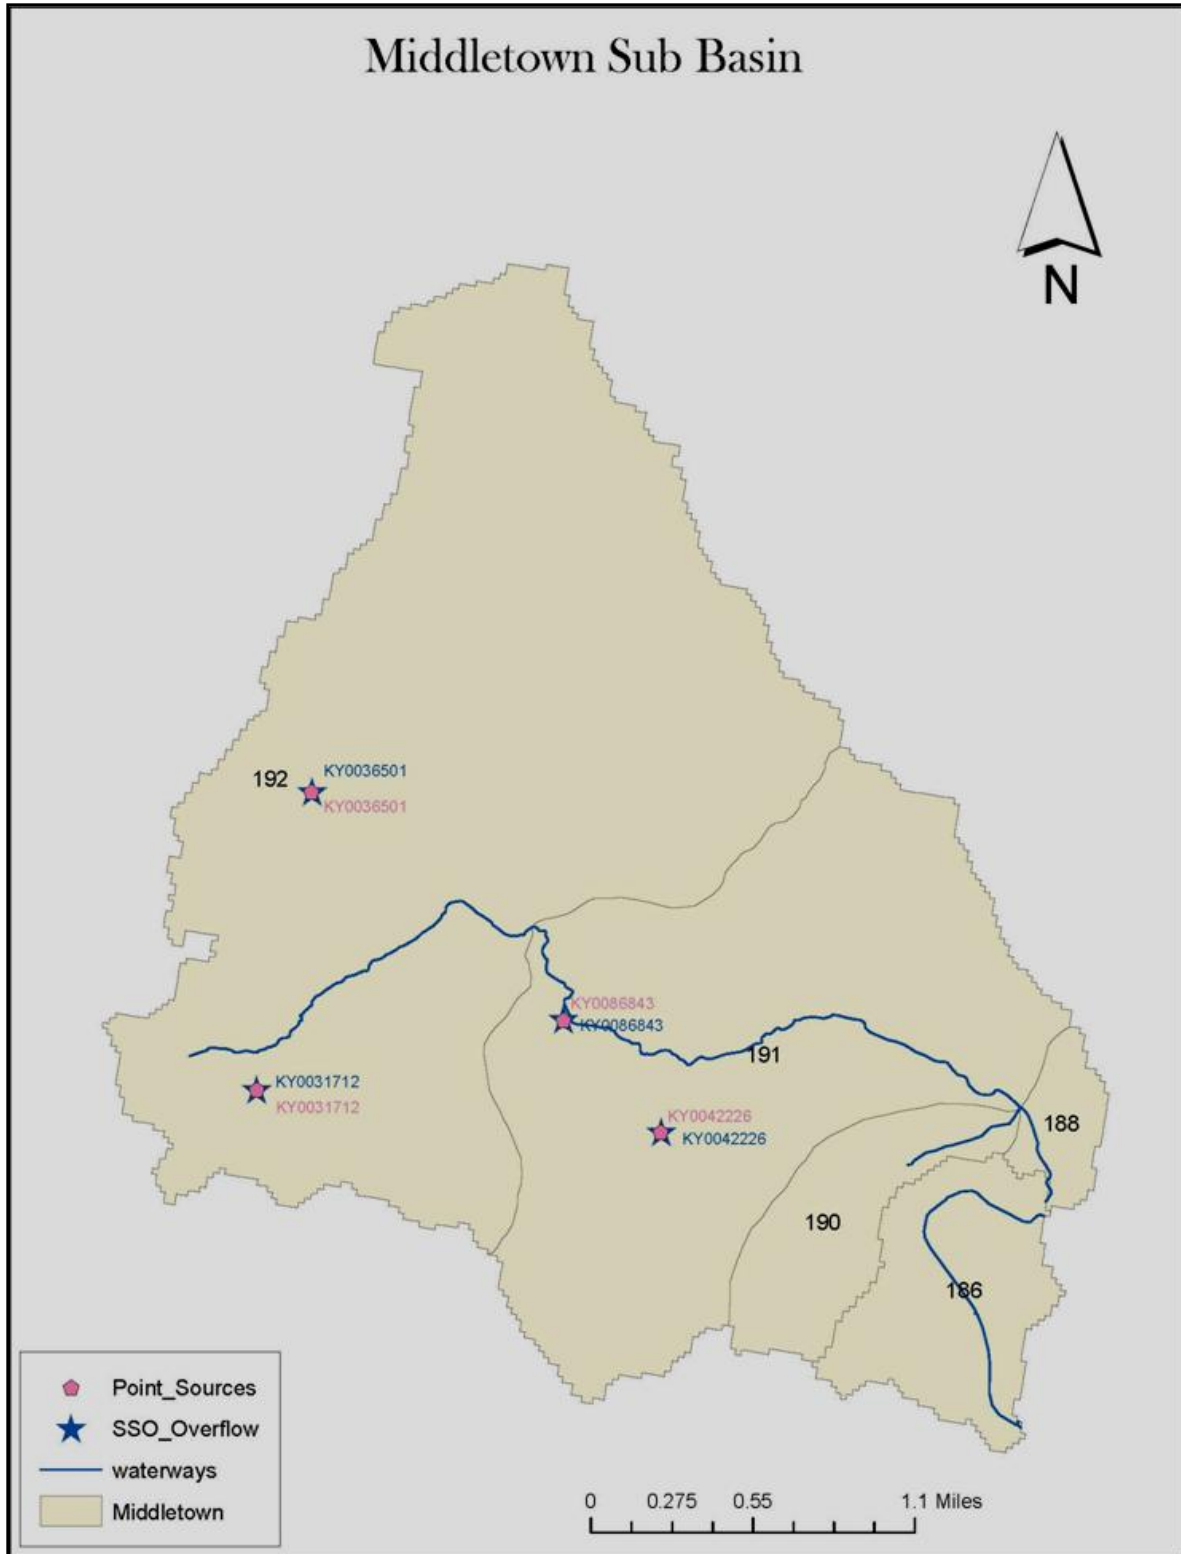 Middletown Sub Basin
N
KY0036501
192
KY0036501
KY0086843
KY0086843
191
KY0031712
KY0031712
KY0042226
KY0042226
188
190
186
Point_Sources
SSO_Overflow
waterways
Middletown
0 0.275 0.55 1.1 Miles